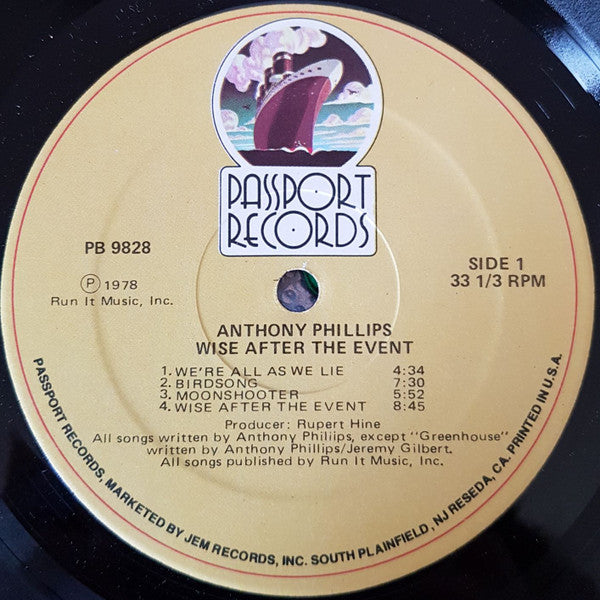 PASSPORT
RECORDS
PB 9828
Ⓟ 1978
Run It Music, Inc.
SIDE 1
33 1/3 RPM
ANTHONY PHILLIPS
WISE AFTER THE EVENT
1. WE'RE ALL AS WE LIE 4:34
2. BIRDSONG 7:30
3. MOONSHOOTER 5:52
4. WISE AFTER THE EVENT 8:45
Producer: Rupert Hine
All songs written by Anthony Phillips, except "Greenhouse"
written by Anthony Phillips/Jeremy Gilbert.
All songs published by Run It Music, Inc.
PASSPORT RECORDS, MARKETED BY JEM RECORDS, INC. SOUTH PLAINFIELD, NJ RESEDA, CA. PRINTED IN U.S.A.